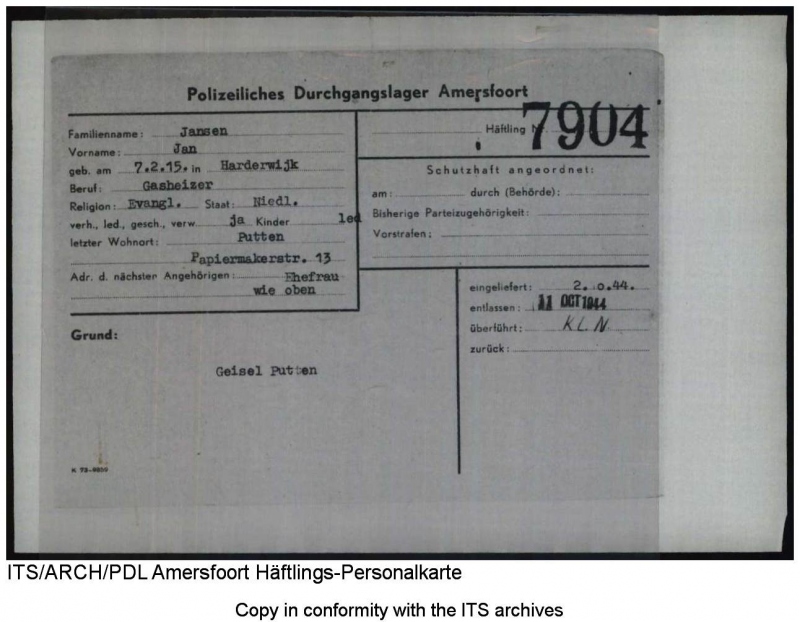 Polizeiliches Durchgangslager Amersfoort
Familienname: Jansen
Vorname: Jan
geb. am 7.2.15. in Harderwijk
Beruf: Gasheizer
Religion: Evangl. Staat: Niedl.
verh., led., gesch., verw. ja Kinder led
letzter Wohnort: Putten
Papiermakerstr. 13
Adr. d. nächster Angehörigen: Ehefrau
wie oben
Häftling 7904
Schutzhaft angeordnet:
am: durch (Behörde):
Bisherige Parteizugehörigkeit:
Vorstrafen:
Grund:
Geisel Putten
eingeliefert: 2. .o.44.
entlassen: 11 OCT 1944
überführt: K.L.N.
zurück:
ITS/ARCH/PDL Amersfoort Häftlings-Personalkarte
Copy in conformity with the ITS archives